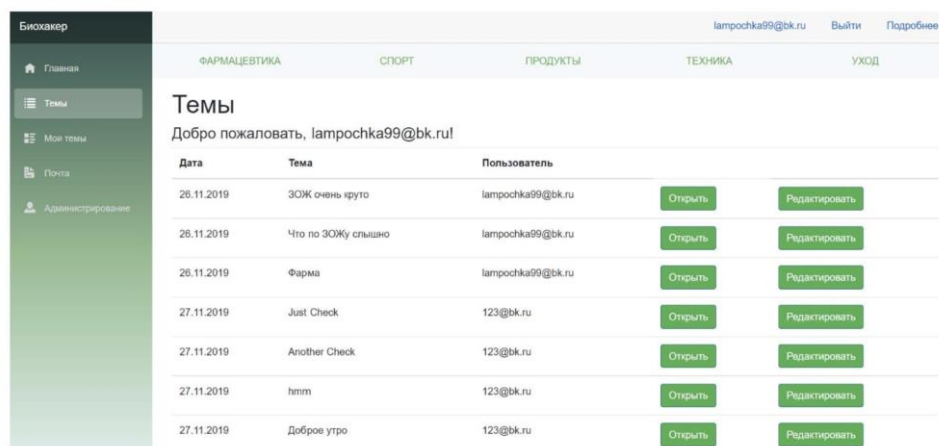 Биохакер
lampochka99@bk.ru Выйти Подробнее
Главная
Темы
Мои темы
Почта
Администрирование
ФАРМАЦЕВТИКА СПОРТ ПРОДУКТЫ ТЕХНИКА УХОД
Темы
Добро пожаловать, lampochka99@bk.ru!
Дата Тема Пользователь
26.11.2019 ЗОЖ очень круто lampochka99@bk.ru Открыть Редактировать
26.11.2019 Что по ЗОЖу слышно lampochka99@bk.ru Открыть Редактировать
26.11.2019 Фарма lampochka99@bk.ru Открыть Редактировать
27.11.2019 Just Check 123@bk.ru Открыть Редактировать
27.11.2019 Another Check 123@bk.ru Открыть Редактировать
27.11.2019 hmm 123@bk.ru Открыть Редактировать
27.11.2019 Доброе утро 123@bk.ru Открыть Редактировать